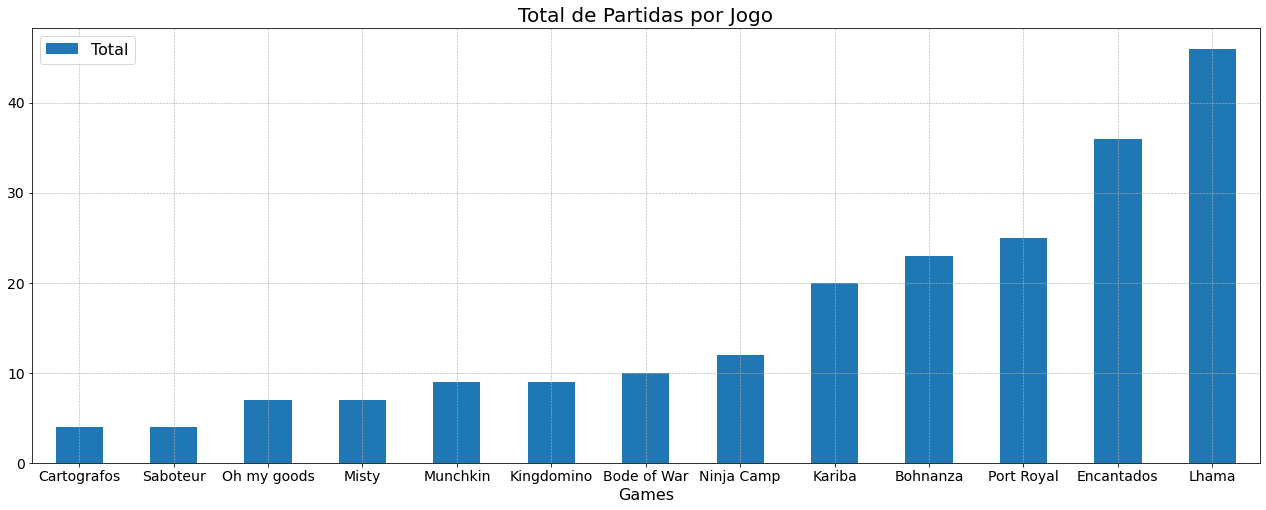 Total de Partidas por Jogo
Total
40
30
20
10
0
Cartografos Saboteur Oh my goods Misty Munchkin Kingdomino Bode of War Ninja Camp Kariba Bohnanza Port Royal Encantados Lhama
Games